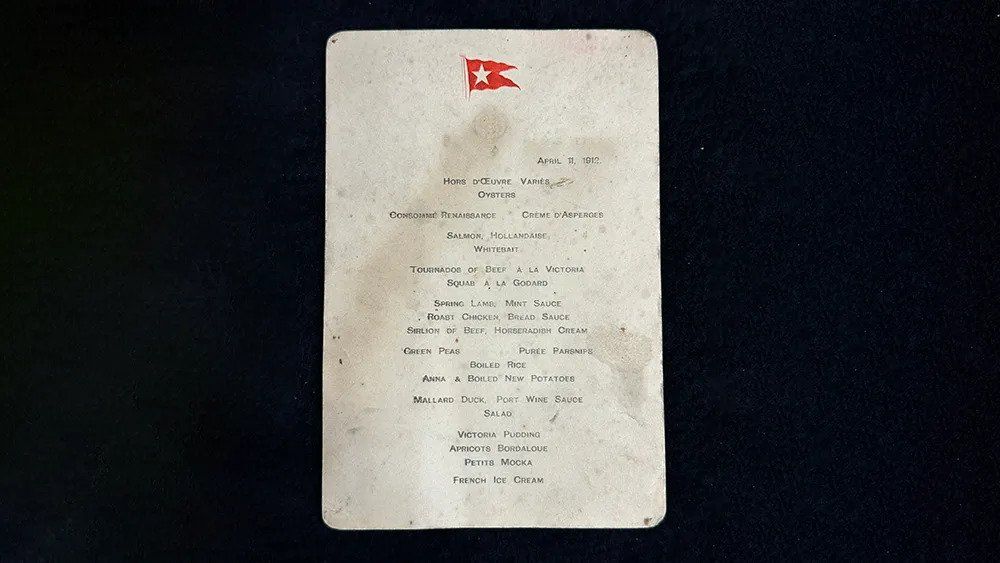 April 11, 1912.
Hors d'Œuvre Variés
Oysters
Consommé Renaissance Crème d'Asperges
Salmon, Hollandaise
Whitebait
Tournados of Beef à la Victoria
Squab à la Godard
Spring Lamb, Mint Sauce
Roast Chicken, Bread Sauce
Sirlion of Beef, Horseradish Cream
Green Peas Purée Parsnips
Boiled Rice
Anna & Boiled New Potatoes
Mallard Duck, Port Wine Sauce
Salad
Victoria Pudding
Apricots Bordaloue
Petits Mocka
French Ice Cream